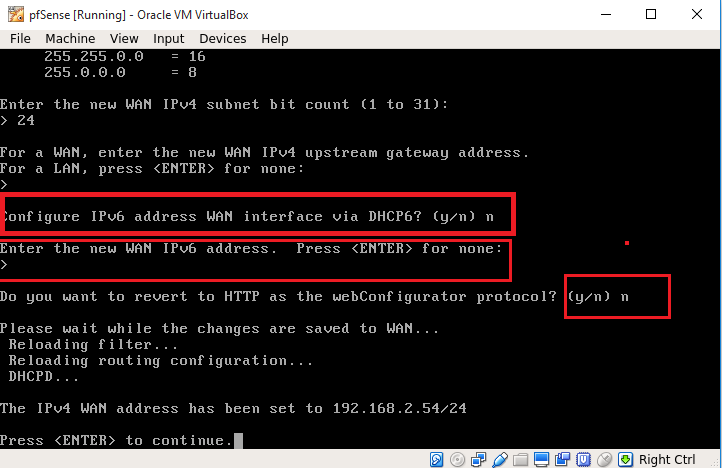 pfSense [Running] - Oracle VM VirtualBox
File Machine View Input Devices Help
255.255.0.0 = 16
255.0.0.0 = 8
Enter the new WAN IPv4 subnet bit count (1 to 31):
> 24
For a WAN, enter the new WAN IPv4 upstream gateway address.
For a LAN, press <ENTER> for none:
>
Configure IPv6 address WAN interface via DHCP6? (y/n) n
Enter the new WAN IPv6 address. Press <ENTER> for none:
>
Do you want to revert to HTTP as the webConfigurator protocol? (y/n) n
Please wait while the changes are saved to WAN...
Reloading filter...
Reloading routing configuration...
DHCPD...
The IPv4 WAN address has been set to 192.168.2.54/24
Press <ENTER> to continue.
Right Ctrl